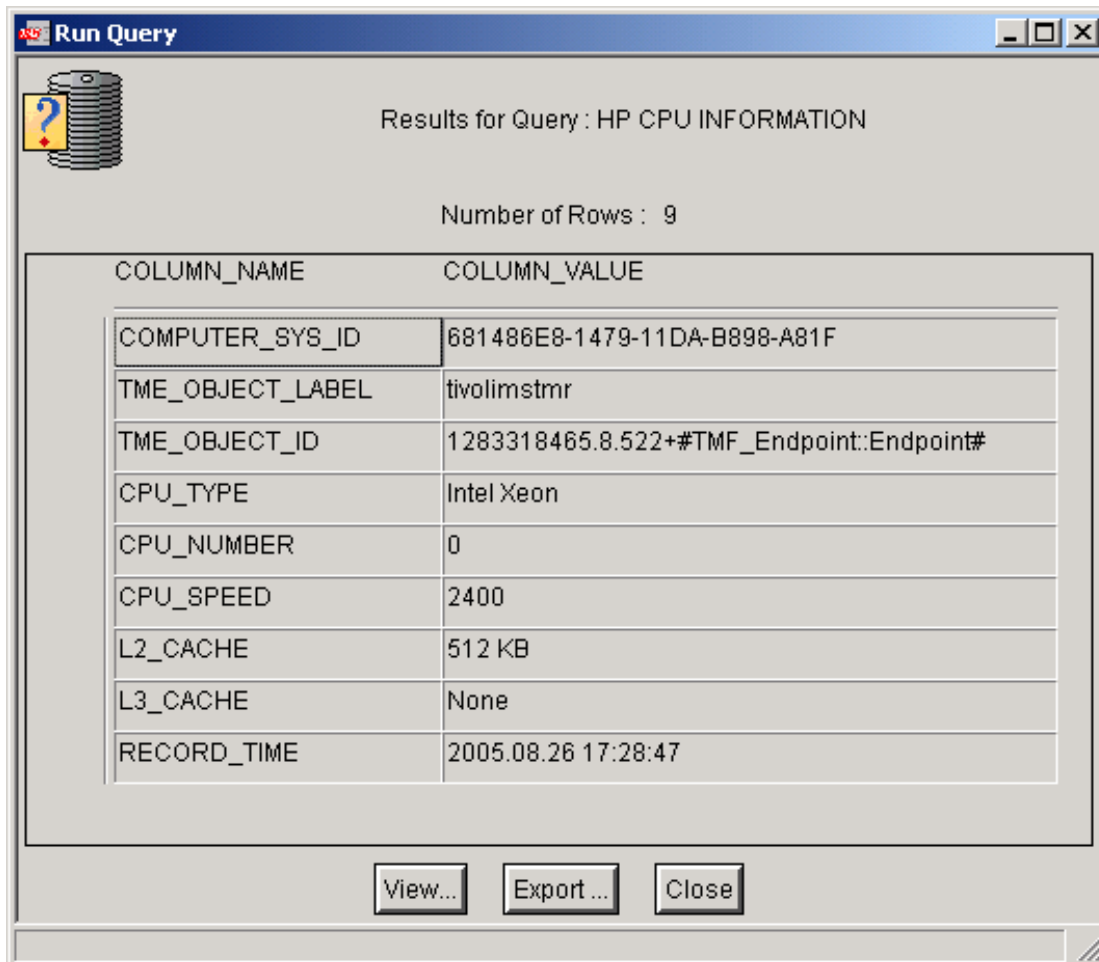 Run Query
Results for Query : HP CPU INFORMATION
Number of Rows : 9
COLUMN_NAME COLUMN_VALUE
COMPUTER_SYS_ID 681486E8-1479-11DA-B898-A81F
TME_OBJECT_LABEL tivolimstmr
TME_OBJECT_ID 1283318465.8.522+#TMF_Endpoint::Endpoint#
CPU_TYPE Intel Xeon
CPU_NUMBER 0
CPU_SPEED 2400
L2_CACHE 512 KB
L3_CACHE None
RECORD_TIME 2005.08.26 17:28:47
View... Export ... Close